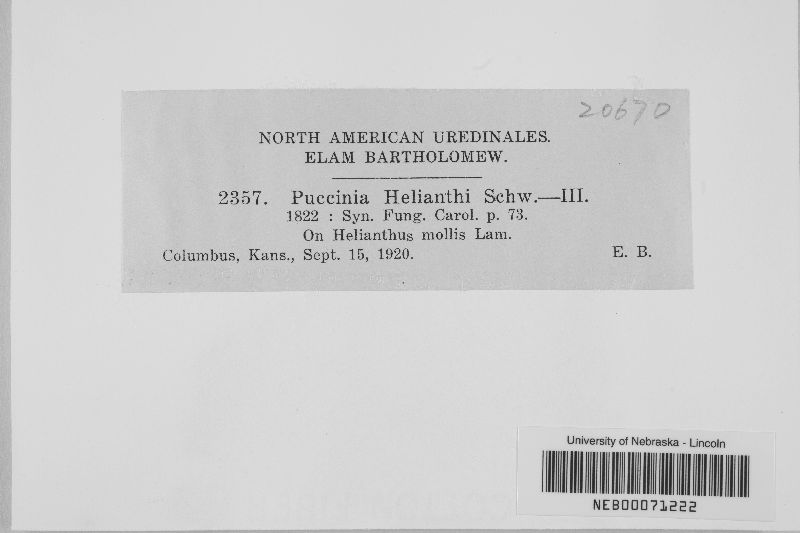 20670
NORTH AMERICAN UREDINALES.
ELAM BARTHOLOMEW.
2357. Puccinia Helianthi Schw.—III.
1822 : Syn. Fung. Carol. p. 73.
On Helianthus mollis Lam.
Columbus, Kans., Sept. 15, 1920. E. B.
University of Nebraska - Lincoln
NEB00071222